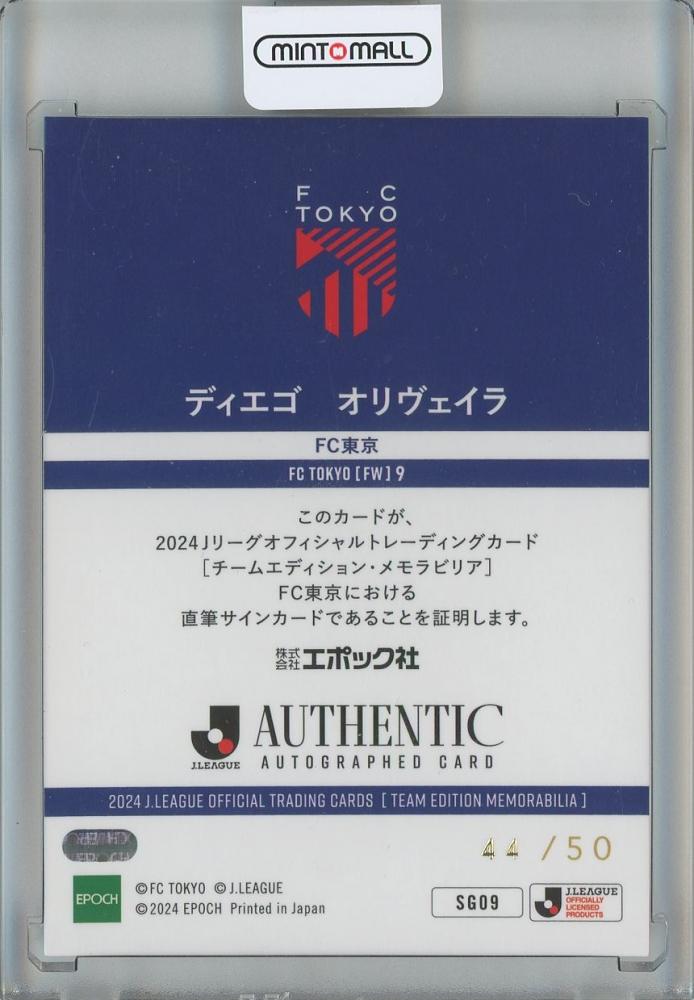 MINTMALL
F C
TOKYO
ディエゴ オリヴェイラ
FC東京
FC TOKYO [FW] 9
このカードが、
2024 Jリーグオフィシャルトレーディングカード
[チームエディション・メモラビリア]
FC東京における
直筆サインカードであることを証明します。
株式会社エポック社
J.LEAGUE
AUTHENTIC
AUTOGRAPHED CARD
2024 J.LEAGUE OFFICIAL TRADING CARDS [ TEAM EDITION MEMORABILIA ]
44 /50
EPOCH
©FC TOKYO ©J.LEAGUE
©2024 EPOCH Printed in Japan
SG09
J.LEAGUE
OFFICIALLY
LICENSED
PRODUCTS